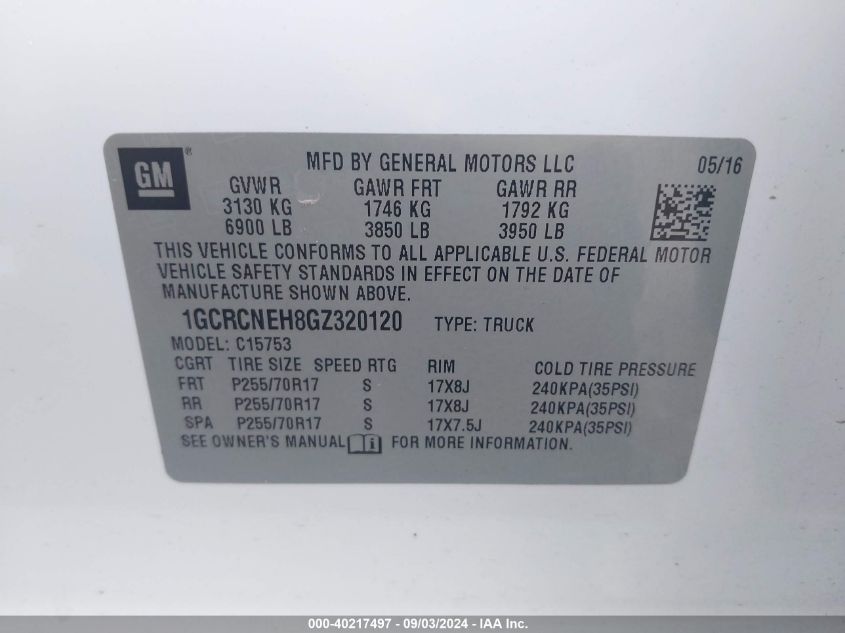 GM ®
MFD BY GENERAL MOTORS LLC 05/16
GVWR GAWR FRT GAWR RR
3130 KG 1746 KG 1792 KG
6900 LB 3850 LB 3950 LB
THIS VEHICLE CONFORMS TO ALL APPLICABLE U.S. FEDERAL MOTOR
VEHICLE SAFETY STANDARDS IN EFFECT ON THE DATE OF
MANUFACTURE SHOWN ABOVE.
1GCRCNEH8GZ320120 TYPE: TRUCK
MODEL: C15753
CGRT TIRE SIZE SPEED RTG RIM COLD TIRE PRESSURE
FRT P255/70R17 S 17X8J 240KPA(35PSI)
RR P255/70R17 S 17X8J 240KPA(35PSI)
SPA P255/70R17 S 17X7.5J 240KPA(35PSI)
SEE OWNER'S MANUAL i FOR MORE INFORMATION.
000-40217497 - 09/03/2024 - IAA Inc.